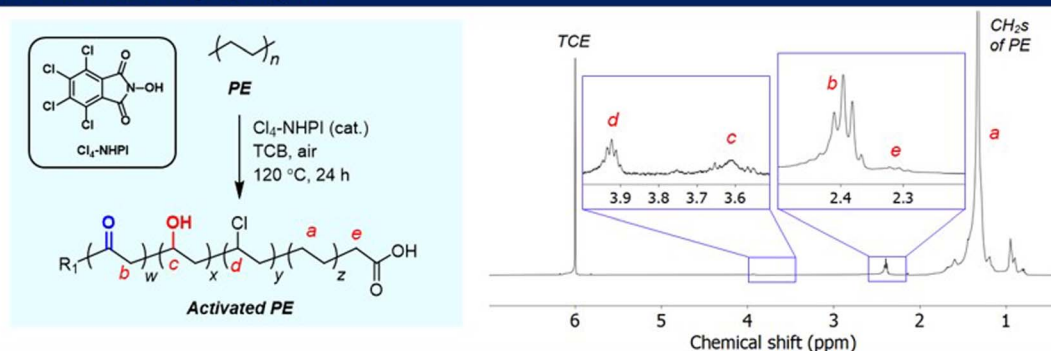 Cl
Cl
Cl
Cl
O
O
N-OH
Cl₄-NHPI
n
PE
Cl₄-NHPI (cat.)
TCB, air
120 °C, 24 h
O
OH
Cl
a
e
OH
R₁
b
w
c
x
d
y
z
O
Activated PE
TCE
CH₂s
of PE
d
c
3.9 3.8 3.7 3.6
b
e
2.4 2.3
a
6 5 4 3 2 1
Chemical shift (ppm)